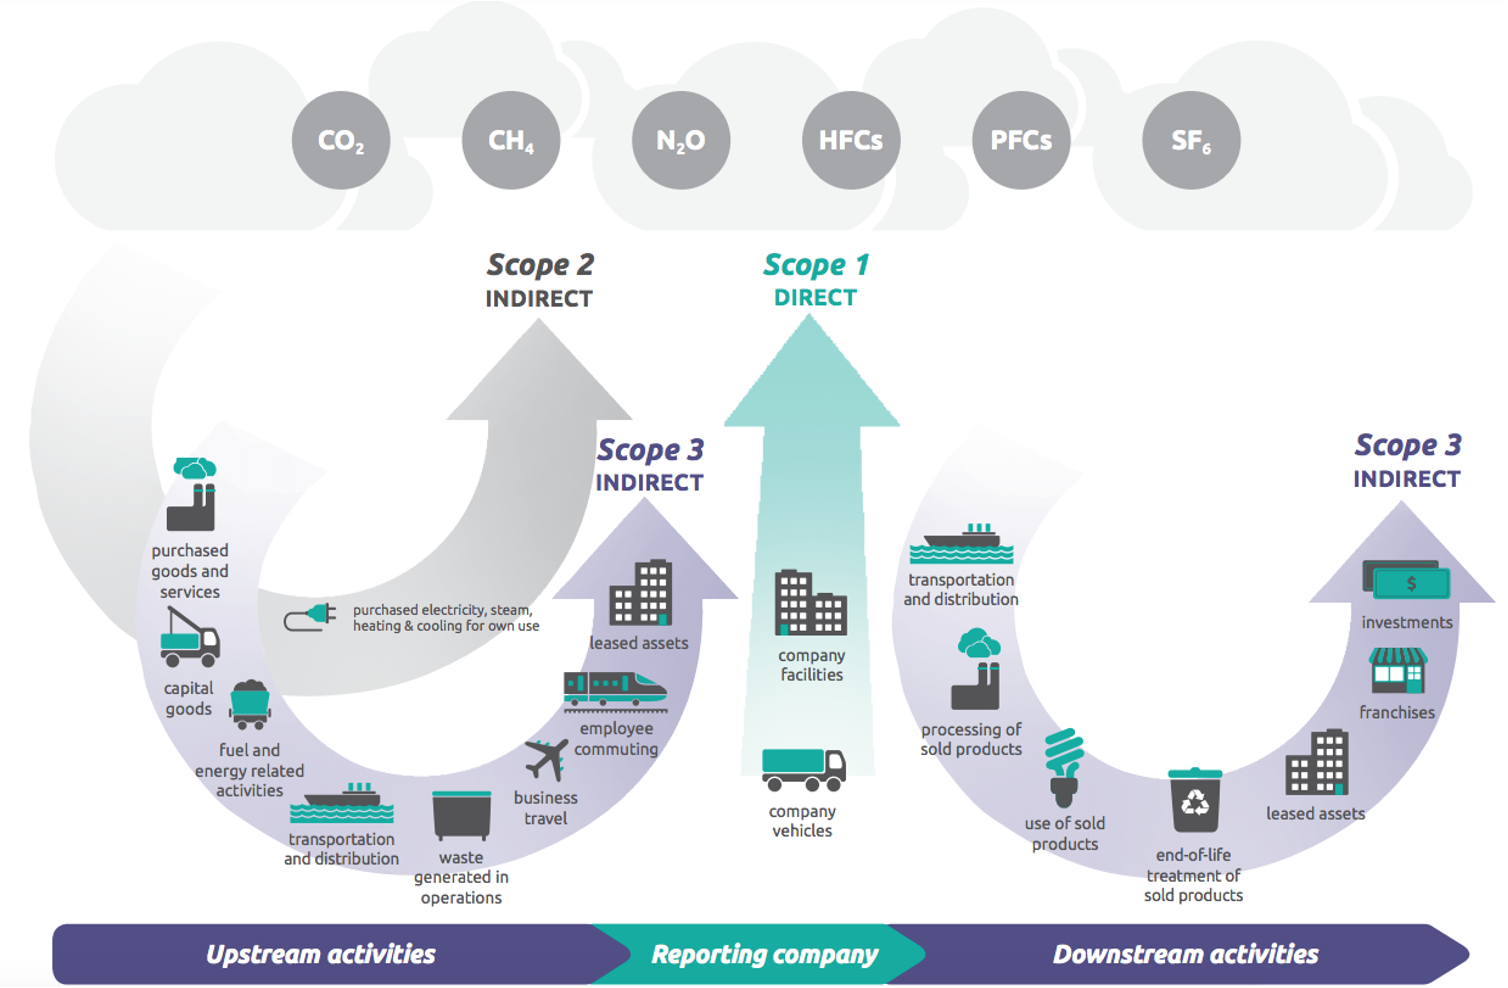 CO₂
CH₄
N₂O
HFCs
PFCs
SF₆
Scope 2
INDIRECT
Scope 1
DIRECT
Scope 3
INDIRECT
Scope 3
INDIRECT
purchased
goods and
services
capital
goods
fuel and
energy related
activities
transportation
and distribution
waste
generated in
operations
business
travel
employee
commuting
leased assets
purchased electricity, steam,
heating & cooling for own use
company
facilities
company
vehicles
transportation
and distribution
processing of
sold products
use of sold
products
end-of-life
treatment of
sold products
leased assets
franchises
$
investments
Upstream activities
Reporting company
Downstream activities